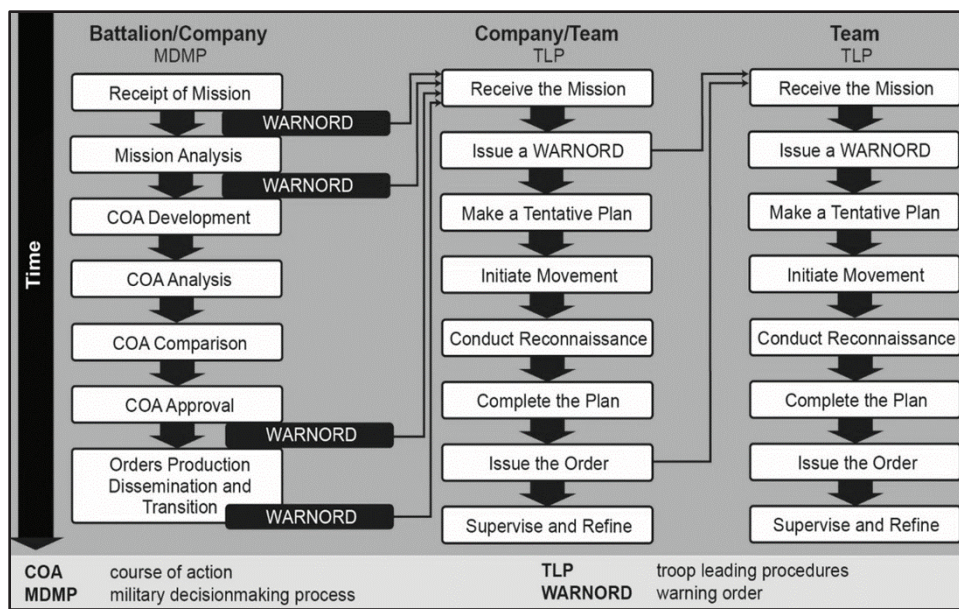 Time
Battalion/Company
MDMP
Receipt of Mission
WARNORD
Mission Analysis
WARNORD
COA Development
COA Analysis
COA Comparison
COA Approval
WARNORD
Orders Production
Dissemination and
Transition
WARNORD
Company/Team
TLP
Receive the Mission
Issue a WARNORD
Make a Tentative Plan
Initiate Movement
Conduct Reconnaissance
Complete the Plan
Issue the Order
Supervise and Refine
Team
TLP
Receive the Mission
Issue a WARNORD
Make a Tentative Plan
Initiate Movement
Conduct Reconnaissance
Complete the Plan
Issue the Order
Supervise and Refine
COA course of action
MDMP military decisionmaking process
TLP troop leading procedures
WARNORD warning order